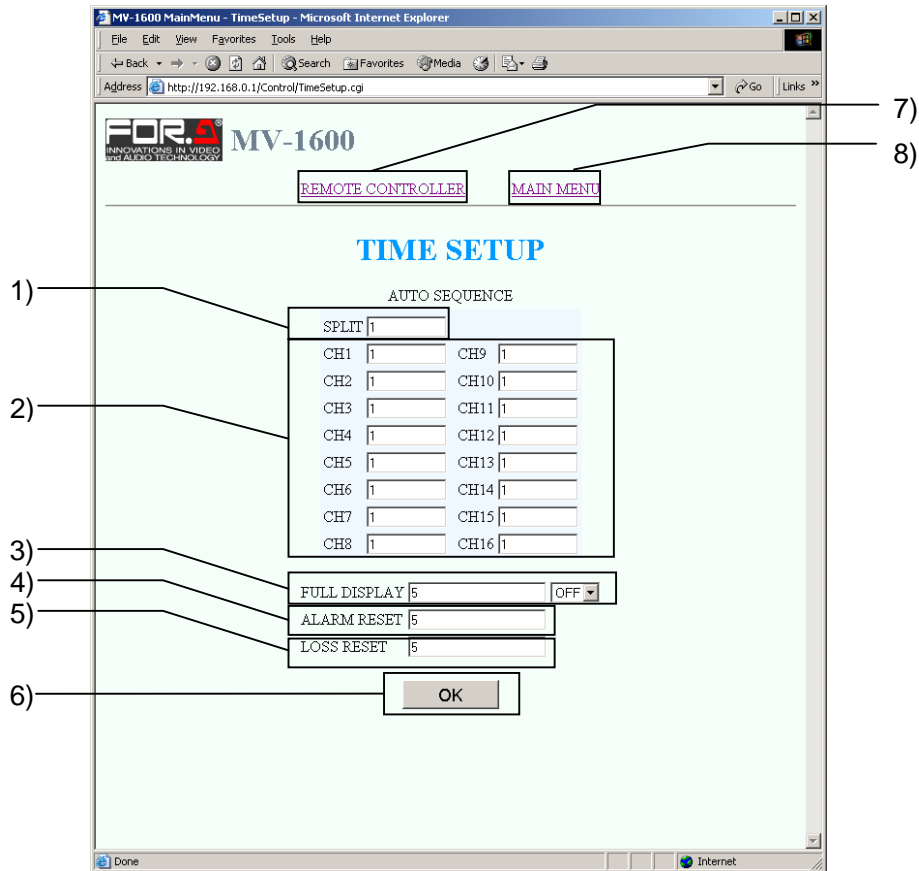 MV-1600 MainMenu - TimeSetup - Microsoft Internet Explorer
File Edit View Favorites Tools Help
Back Search Favorites Media
Address http://192.168.0.1/Control/TimeSetup.cgi Go Links »
7)
FOR.A® MV-1600
INNOVATIONS IN VIDEO
and AUDIO TECHNOLOGY
8)
REMOTE CONTROLLER MAIN MENU
TIME SETUP
1)
AUTO SEQUENCE
SPLIT 1
CH1 1 CH9 1
CH2 1 CH10 1
2)
CH3 1 CH11 1
CH4 1 CH12 1
CH5 1 CH13 1
CH6 1 CH14 1
CH7 1 CH15 1
CH8 1 CH16 1
3)
4)
FULL DISPLAY 5 OFF
5)
ALARM RESET 5
LOSS RESET 5
6)
OK
Done Internet